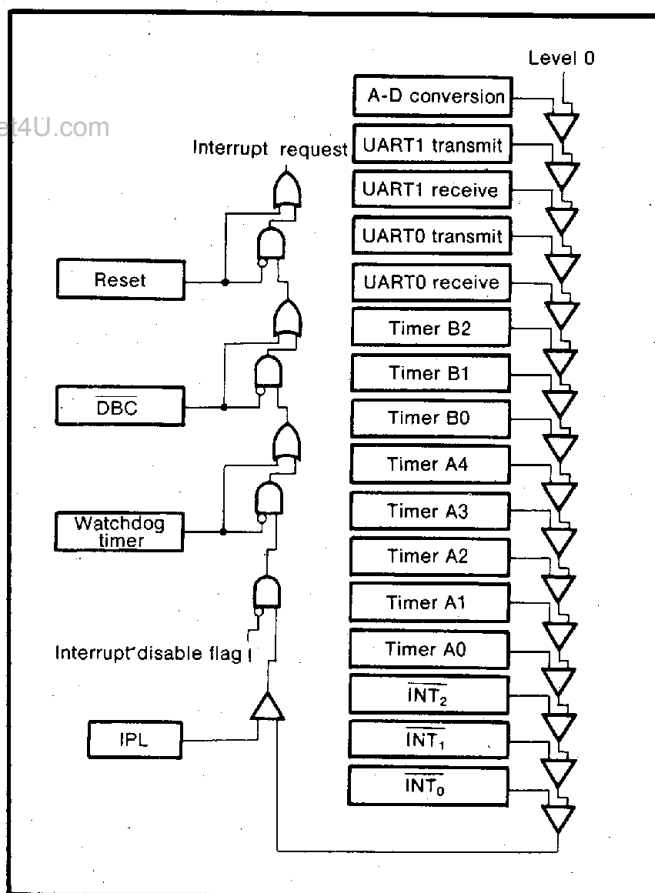 Level 0
A-D conversion
et4U.com
UART1 transmit
Interrupt request
UART1 receive
UART0 transmit
Reset
UART0 receive
Timer B2
Timer B1
DBC
Timer B0
Timer A4
Timer A3
Watchdog
timer
Timer A2
Timer A1
Interrupt disable flag
Timer A0
INT2
IPL
INT1
INT0